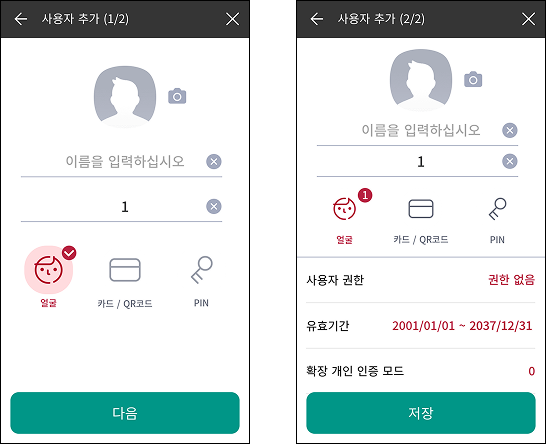 사용자 추가 (1/2)
이름을 입력하십시오
1
얼굴
카드 / QR코드
PIN
다음
사용자 추가 (2/2)
이름을 입력하십시오
1
1
얼굴
카드 / QR코드
PIN
사용자 권한 권한 없음
유효기간 2001/01/01 ~ 2037/12/31
확장 개인 인증 모드 0
저장